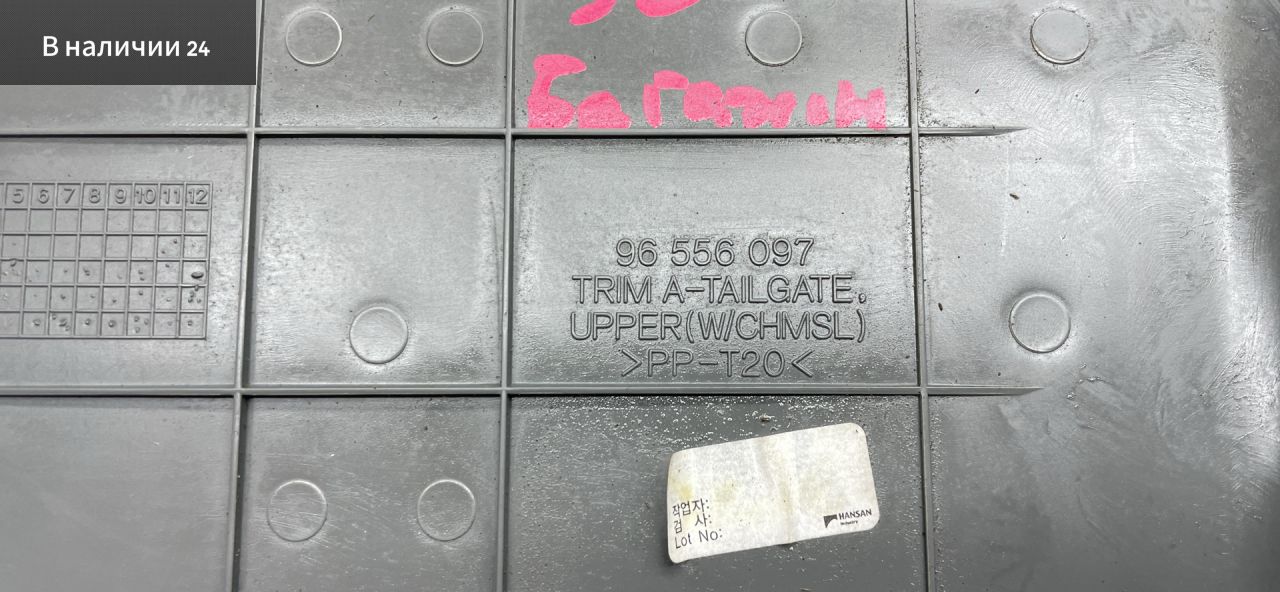 В наличии 24
Багажн
5 6 7 8 9 10 11 12
96 556 097
TRIM A-TAILGATE.
UPPER(W/CHMSL)
>PP-T20<
작업자:
검 사:
Lot No:
HANSAN